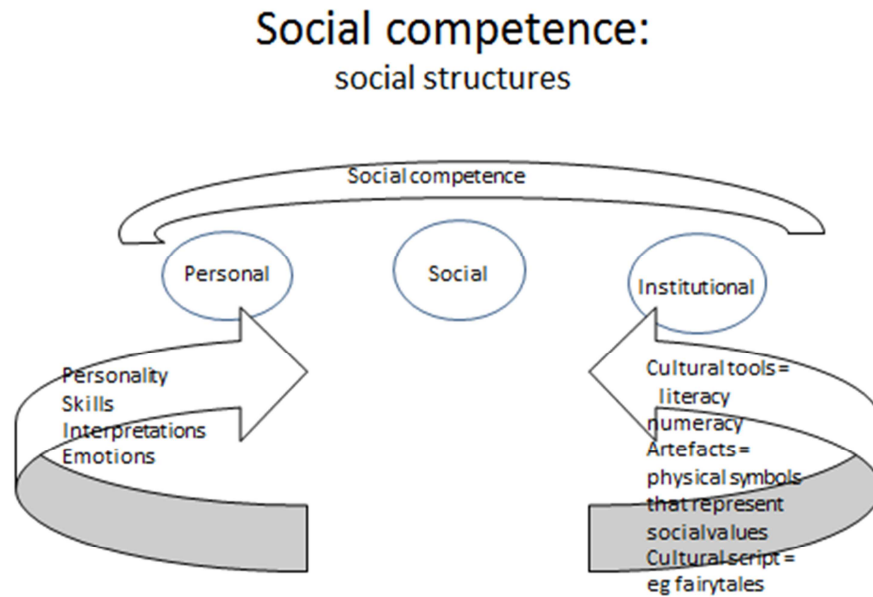 Social competence:
social structures
Social competence
Personal
Social
Institutional
Personality
Skills
Interpretations
Emotions
Cultural tools =
literacy
numeracy
Artefacts =
physical symbols
that represent
socialvalues
Cultural script =
eg fairytales